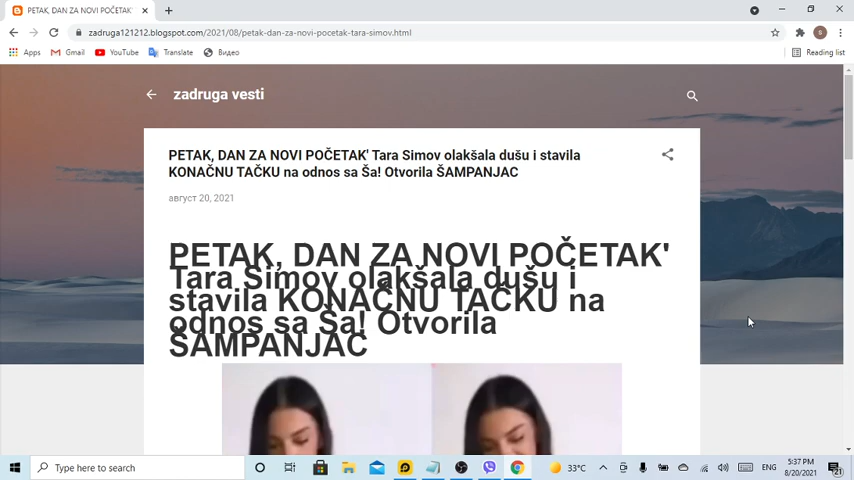 PETAK, DAN ZA NOVI POČETAK'
zadruga121212.blogspot.com/2021/08/petak-dan-za-novi-pocetak-tara-simov.html
Apps Gmail YouTube Translate Видео Reading list
zadruga vesti
PETAK, DAN ZA NOVI POČETAK' Tara Simov olakšala dušu i stavila
KONAČNU TAČKU na odnos sa Ša! Otvorila ŠAMPANJAC
август 20, 2021
PETAK, DAN ZA NOVI POČETAK'
Tara Simov olakšala dušu i
stavila KONAČNU TAČKU na
odnos sa Ša! Otvorila
ŠAMPANJAC
Type here to search
33°C
ENG
5:37 PM
8/20/2021
21